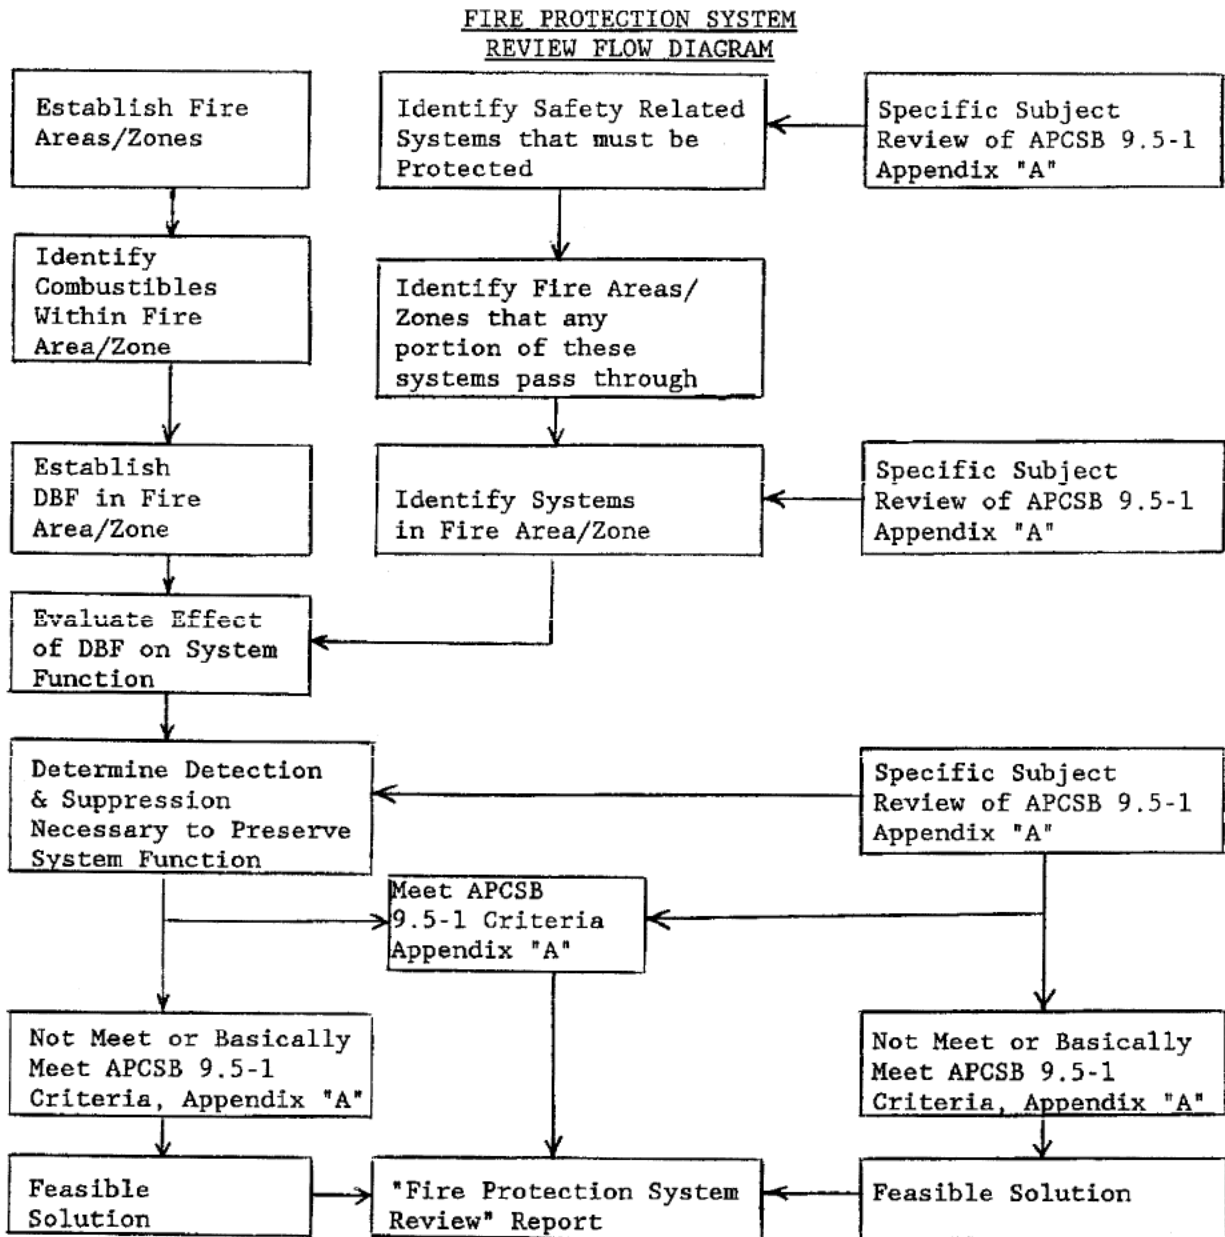 FIRE PROTECTION SYSTEM
REVIEW FLOW DIAGRAM
Establish Fire
Areas/Zones
Identify Safety Related
Systems that must be
Protected
Specific Subject
Review of APCSB 9.5-1
Appendix "A"
Identify
Combustibles
Within Fire
Area/Zone
Identify Fire Areas/
Zones that any
portion of these
systems pass through
Establish
DBF in Fire
Area/Zone
Identify Systems
in Fire Area/Zone
Specific Subject
Review of APCSB 9.5-1
Appendix "A"
Evaluate Effect
of DBF on System
Function
Determine Detection
& Suppression
Necessary to Preserve
System Function
Specific Subject
Review of APCSB 9.5-1
Appendix "A"
Meet APCSB
9.5-1 Criteria
Appendix "A"
Not Meet or Basically
Meet APCSB 9.5-1
Criteria, Appendix "A"
Not Meet or Basically
Meet APCSB 9.5-1
Criteria, Appendix "A"
Feasible
Solution
"Fire Protection System
Review" Report
Feasible Solution